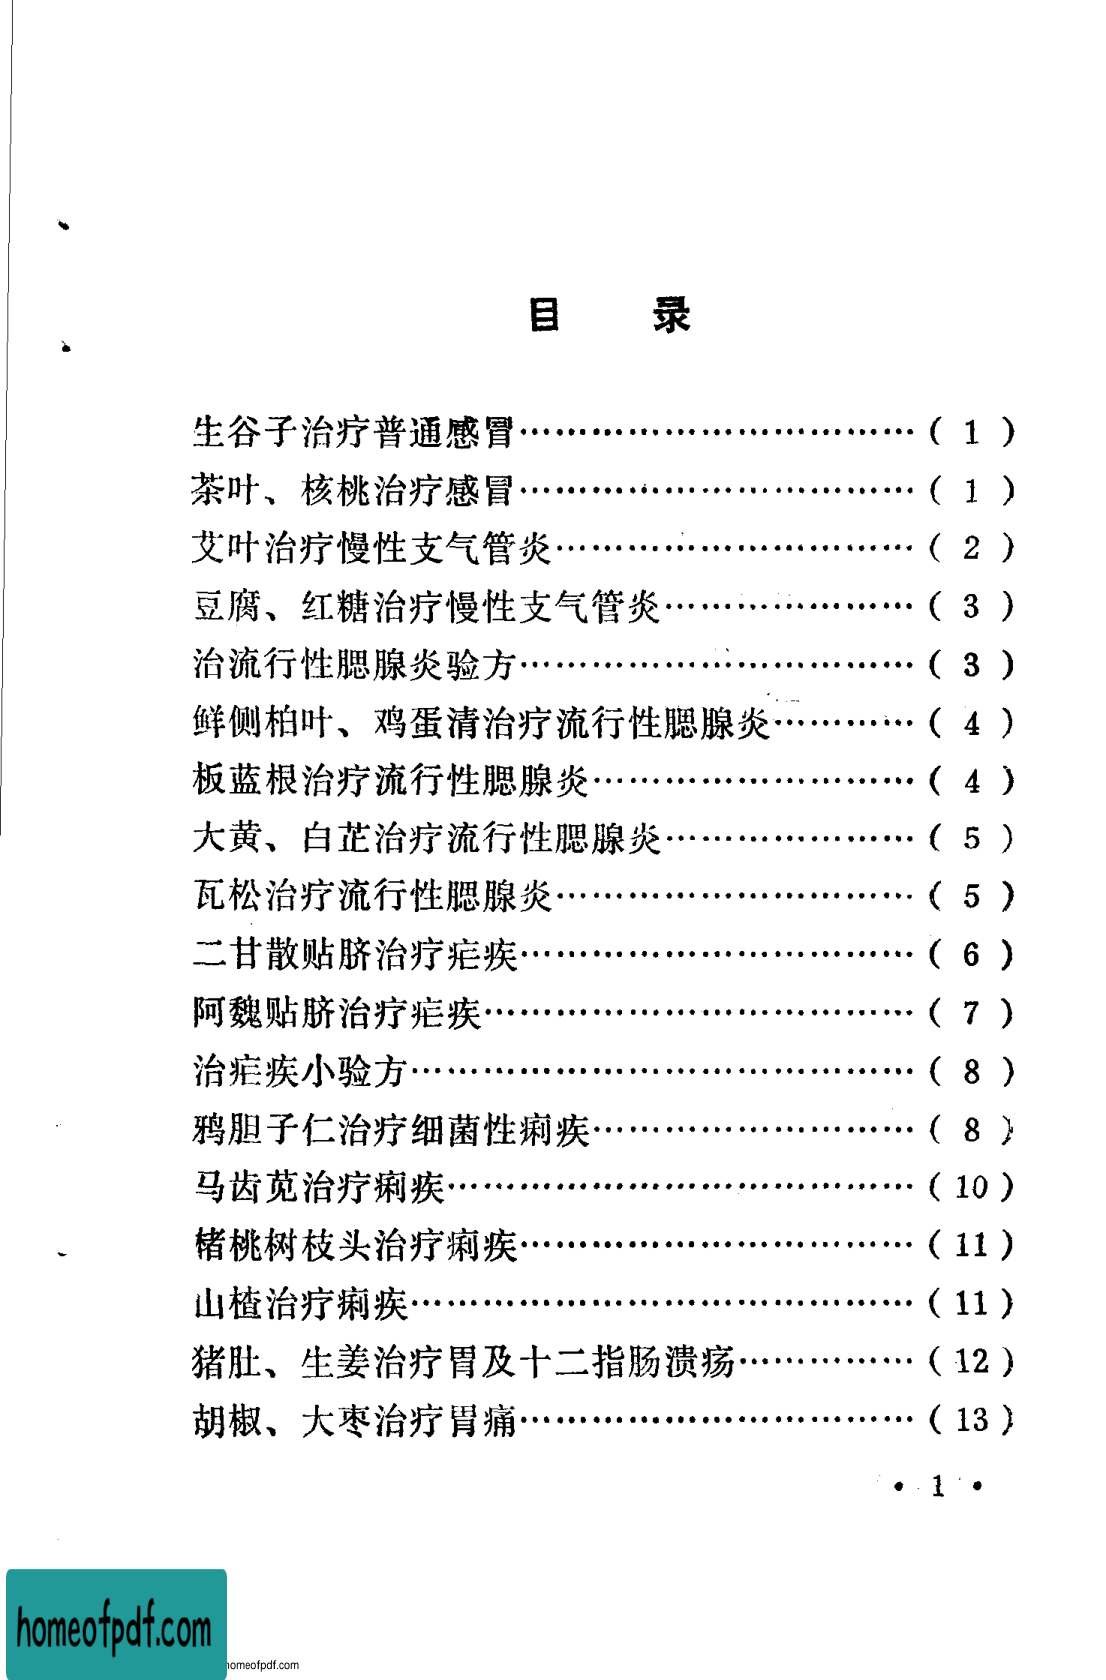 目 录
生谷子治疗普通感冒……………………………( 1 )
茶叶、核桃治疗感冒……………………………( 1 )
艾叶治疗慢性支气管炎…………………………( 2 )
豆腐、红糖治疗慢性支气管炎…………………( 3 )
治流行性腮腺炎验方……………………………( 3 )
鲜侧柏叶、鸡蛋清治疗流行性腮腺炎…………( 4 )
板蓝根治疗流行性腮腺炎………………………( 4 )
大黄、白芷治疗流行性腮腺炎…………………( 5 )
瓦松治疗流行性腮腺炎…………………………( 5 )
二甘散贴脐治疗疟疾……………………………( 6 )
阿魏贴脐治疗疟疾………………………………( 7 )
治疟疾小验方……………………………………( 8 )
鸦胆子仁治疗细菌性痢疾………………………( 8 )
马齿苋治疗痢疾…………………………………( 10 )
楮桃树枝头治疗痢疾……………………………( 11 )
山楂治疗痢疾……………………………………( 11 )
猪肚、生姜治疗胃及十二指肠溃疡……………( 12 )
胡椒、大枣治疗胃痛……………………………( 13 )
• 1 •
homeofpdf.com
homeofpdf.com